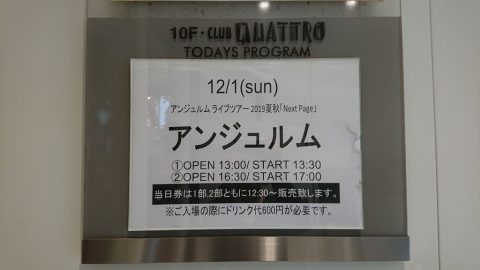 10F・CLUB QUATTRO
TODAYS PROGRAM
12/1(sun)
アンジュルム ライブツアー 2019夏秋「Next Page」
アンジュルム
①OPEN 13:00/ START 13:30
②OPEN 16:30/ START 17:00
当日券は1部,2部ともに12:30～販売致します。
※ご入場の際にドリンク代600円が必要です。